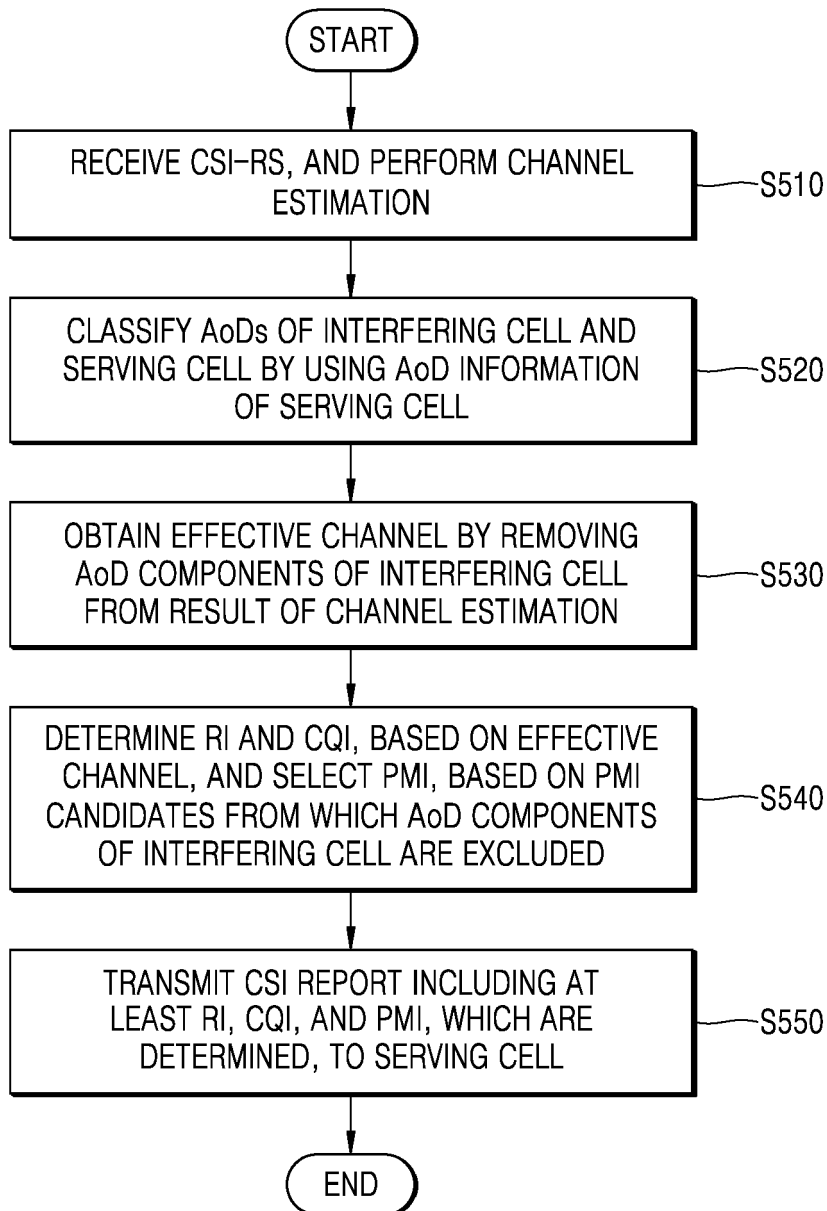 START
RECEIVE CSI-RS, AND PERFORM CHANNEL
ESTIMATION
S510
CLASSIFY AoDs OF INTERFERING CELL AND
SERVING CELL BY USING AoD INFORMATION
OF SERVING CELL
S520
OBTAIN EFFECTIVE CHANNEL BY REMOVING
AoD COMPONENTS OF INTERFERING CELL
FROM RESULT OF CHANNEL ESTIMATION
S530
DETERMINE RI AND CQI, BASED ON EFFECTIVE
CHANNEL, AND SELECT PMI, BASED ON PMI
CANDIDATES FROM WHICH AoD COMPONENTS
OF INTERFERING CELL ARE EXCLUDED
S540
TRANSMIT CSI REPORT INCLUDING AT
LEAST RI, CQI, AND PMI, WHICH ARE
DETERMINED, TO SERVING CELL
S550
END